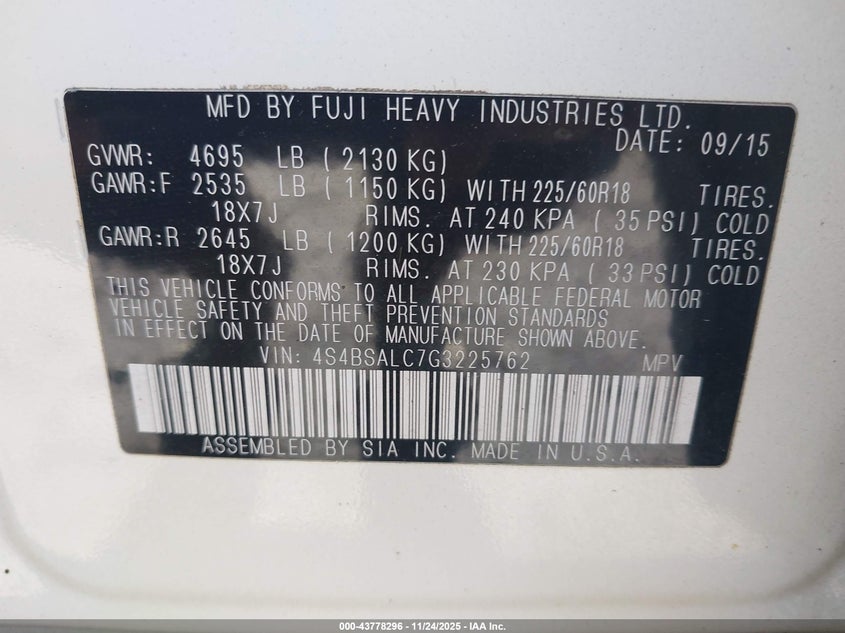 MFD BY FUJI HEAVY INDUSTRIES LTD.
DATE: 09/15
GVWR: 4695 LB ( 2130 KG)
GAWR:F 2535 LB ( 1150 KG) WITH 225/60R18 TIRES.
18X7J RIMS. AT 240 KPA ( 35 PSI) COLD
GAWR:R 2645 LB ( 1200 KG) WITH 225/60R18 TIRES.
18X7J RIMS. AT 230 KPA ( 33 PSI) COLD
THIS VEHICLE CONFORMS TO ALL APPLICABLE FEDERAL MOTOR
VEHICLE SAFETY AND THEFT PREVENTION STANDARDS
IN EFFECT ON THE DATE OF MANUFACTURE SHOWN ABOVE.
VIN: 4S4BSALC7G3225762 MPV
ASSEMBLED BY SIA INC. MADE IN U.S.A.
000-43778296 - 11/24/2025 - IAA Inc.